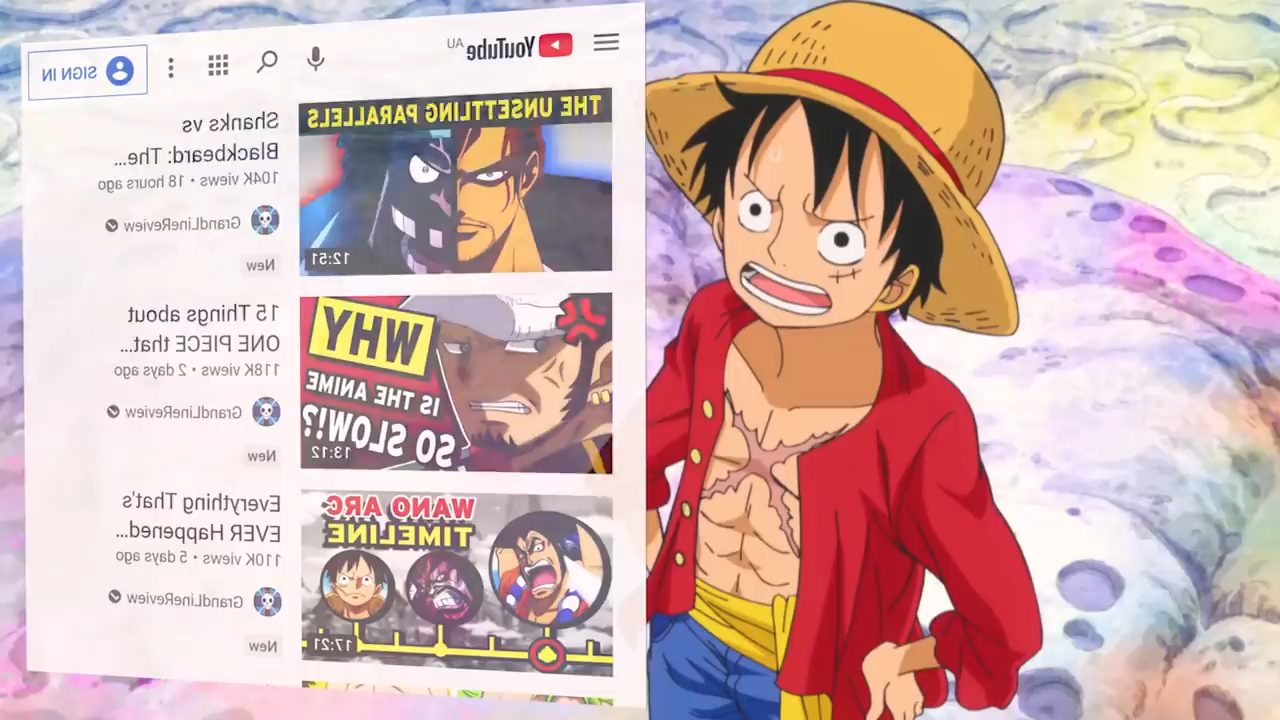 YouTube AU
SIGN IN
THE UNSETTLING PARALLELS
12:51
Shanks vs
Blackbeard: The...
104K views • 18 hours ago
GrandLineReview
New
WHY
IS THE ANIME
SO SLOW?!
13:12
15 Things about
ONE PIECE that...
118K views • 2 days ago
GrandLineReview
New
WANO ARC
TIMELINE
17:21
Everything That's
EVER Happened...
110K views • 5 days ago
GrandLineReview
New